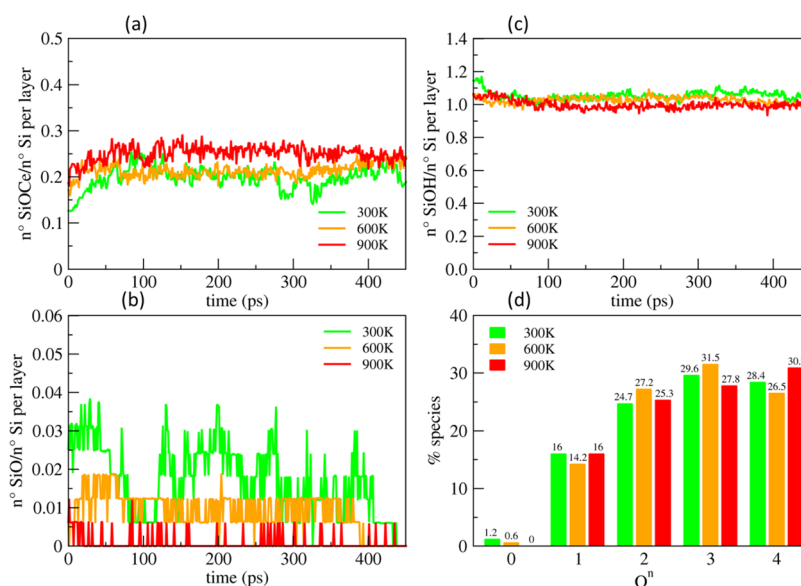 (a)
n° SiOCe/n° Si per layer
0.5
0.4
0.3
0.2
0.1
0
300K
600K
900K
0 100 200 300 400
time (ps)
(c)
n° SiOH/n° Si per layer
1.4
1.2
1.0
0.8
0.6
0.4
0.2
0.0
300K
600K
900K
0 100 200 300 400
time (ps)
(b)
n° SiO/n° Si per layer
0.06
0.05
0.04
0.03
0.02
0.01
0
300K
600K
900K
0 100 200 300 400
time (ps)
(d)
% species
40
30
20
10
0
300K
600K
900K
1.2 0.6 0
16 14.2 16
24.7 27.2 25.3
29.6 31.5 27.8
28.4 26.5 30.
0 1 2 3 4
Qn